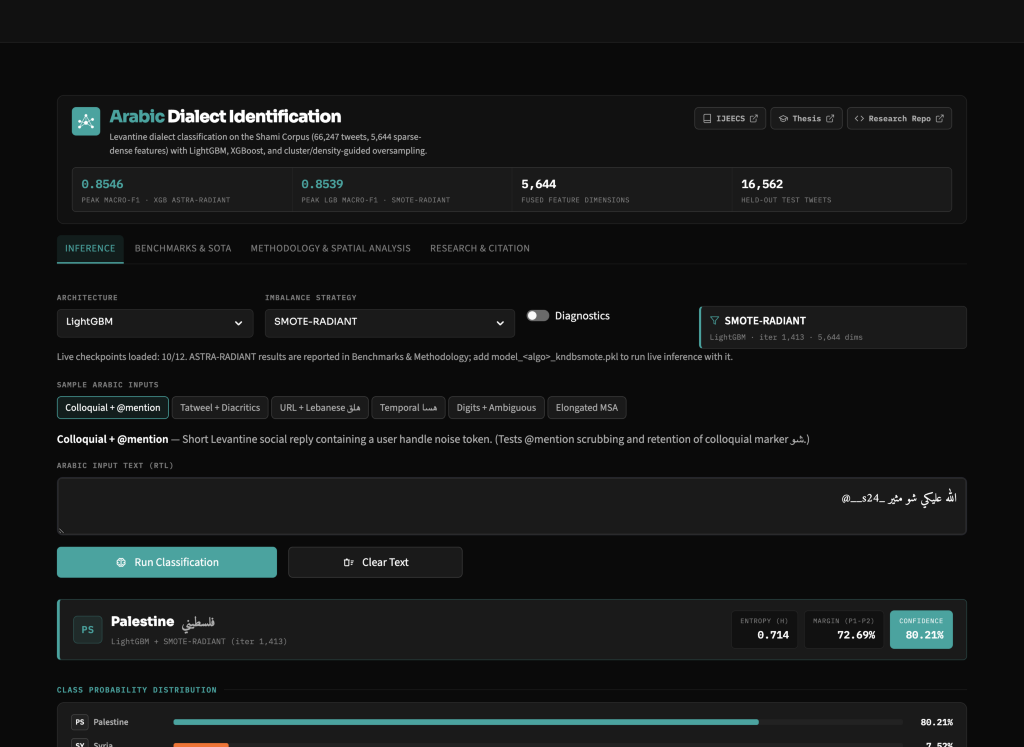 Arabic Dialect Identification
Levantine dialect classification on the Shami Corpus (66,247 tweets, 5,644 sparse-
dense features) with LightGBM, XGBoost, and cluster/density-guided oversampling.
IJEECS
Thesis
Research Repo
0.8546
PEAK MACRO-F1 · XGB ASTRA-RADIANT
0.8539
PEAK LGB MACRO-F1 · SMOTE-RADIANT
5,644
FUSED FEATURE DIMENSIONS
16,562
HELD-OUT TEST TWEETS
INFERENCE
BENCHMARKS & SOTA
METHODOLOGY & SPATIAL ANALYSIS
RESEARCH & CITATION
ARCHITECTURE
LightGBM
IMBALANCE STRATEGY
SMOTE-RADIANT
Diagnostics
SMOTE-RADIANT
LightGBM · iter 1,413 · 5,644 dims
Live checkpoints loaded: 10/12. ASTRA-RADIANT results are reported in Benchmarks & Methodology; add model_<algo>_kndbsmote.pkl to run live inference with it.
SAMPLE ARABIC INPUTS
Colloquial + @mention
Tatweel + Diacritics
URL + Lebanese هلق
Temporal هسا
Digits + Ambiguous
Elongated MSA
Colloquial + @mention — Short Levantine social reply containing a user handle noise token. (Tests @mention scrubbing and retention of colloquial marker شو.)
ARABIC INPUT TEXT (RTL)
الله عليكي شو مثير _s24__@
Run Classification
Clear Text
PS
Palestine فلسطيني
LightGBM + SMOTE-RADIANT (iter 1,413)
ENTROPY (H)
0.714
MARGIN (P1-P2)
72.69%
CONFIDENCE
80.21%
CLASS PROBABILITY DISTRIBUTION
PS Palestine 80.21%
SY Syria 7.52%